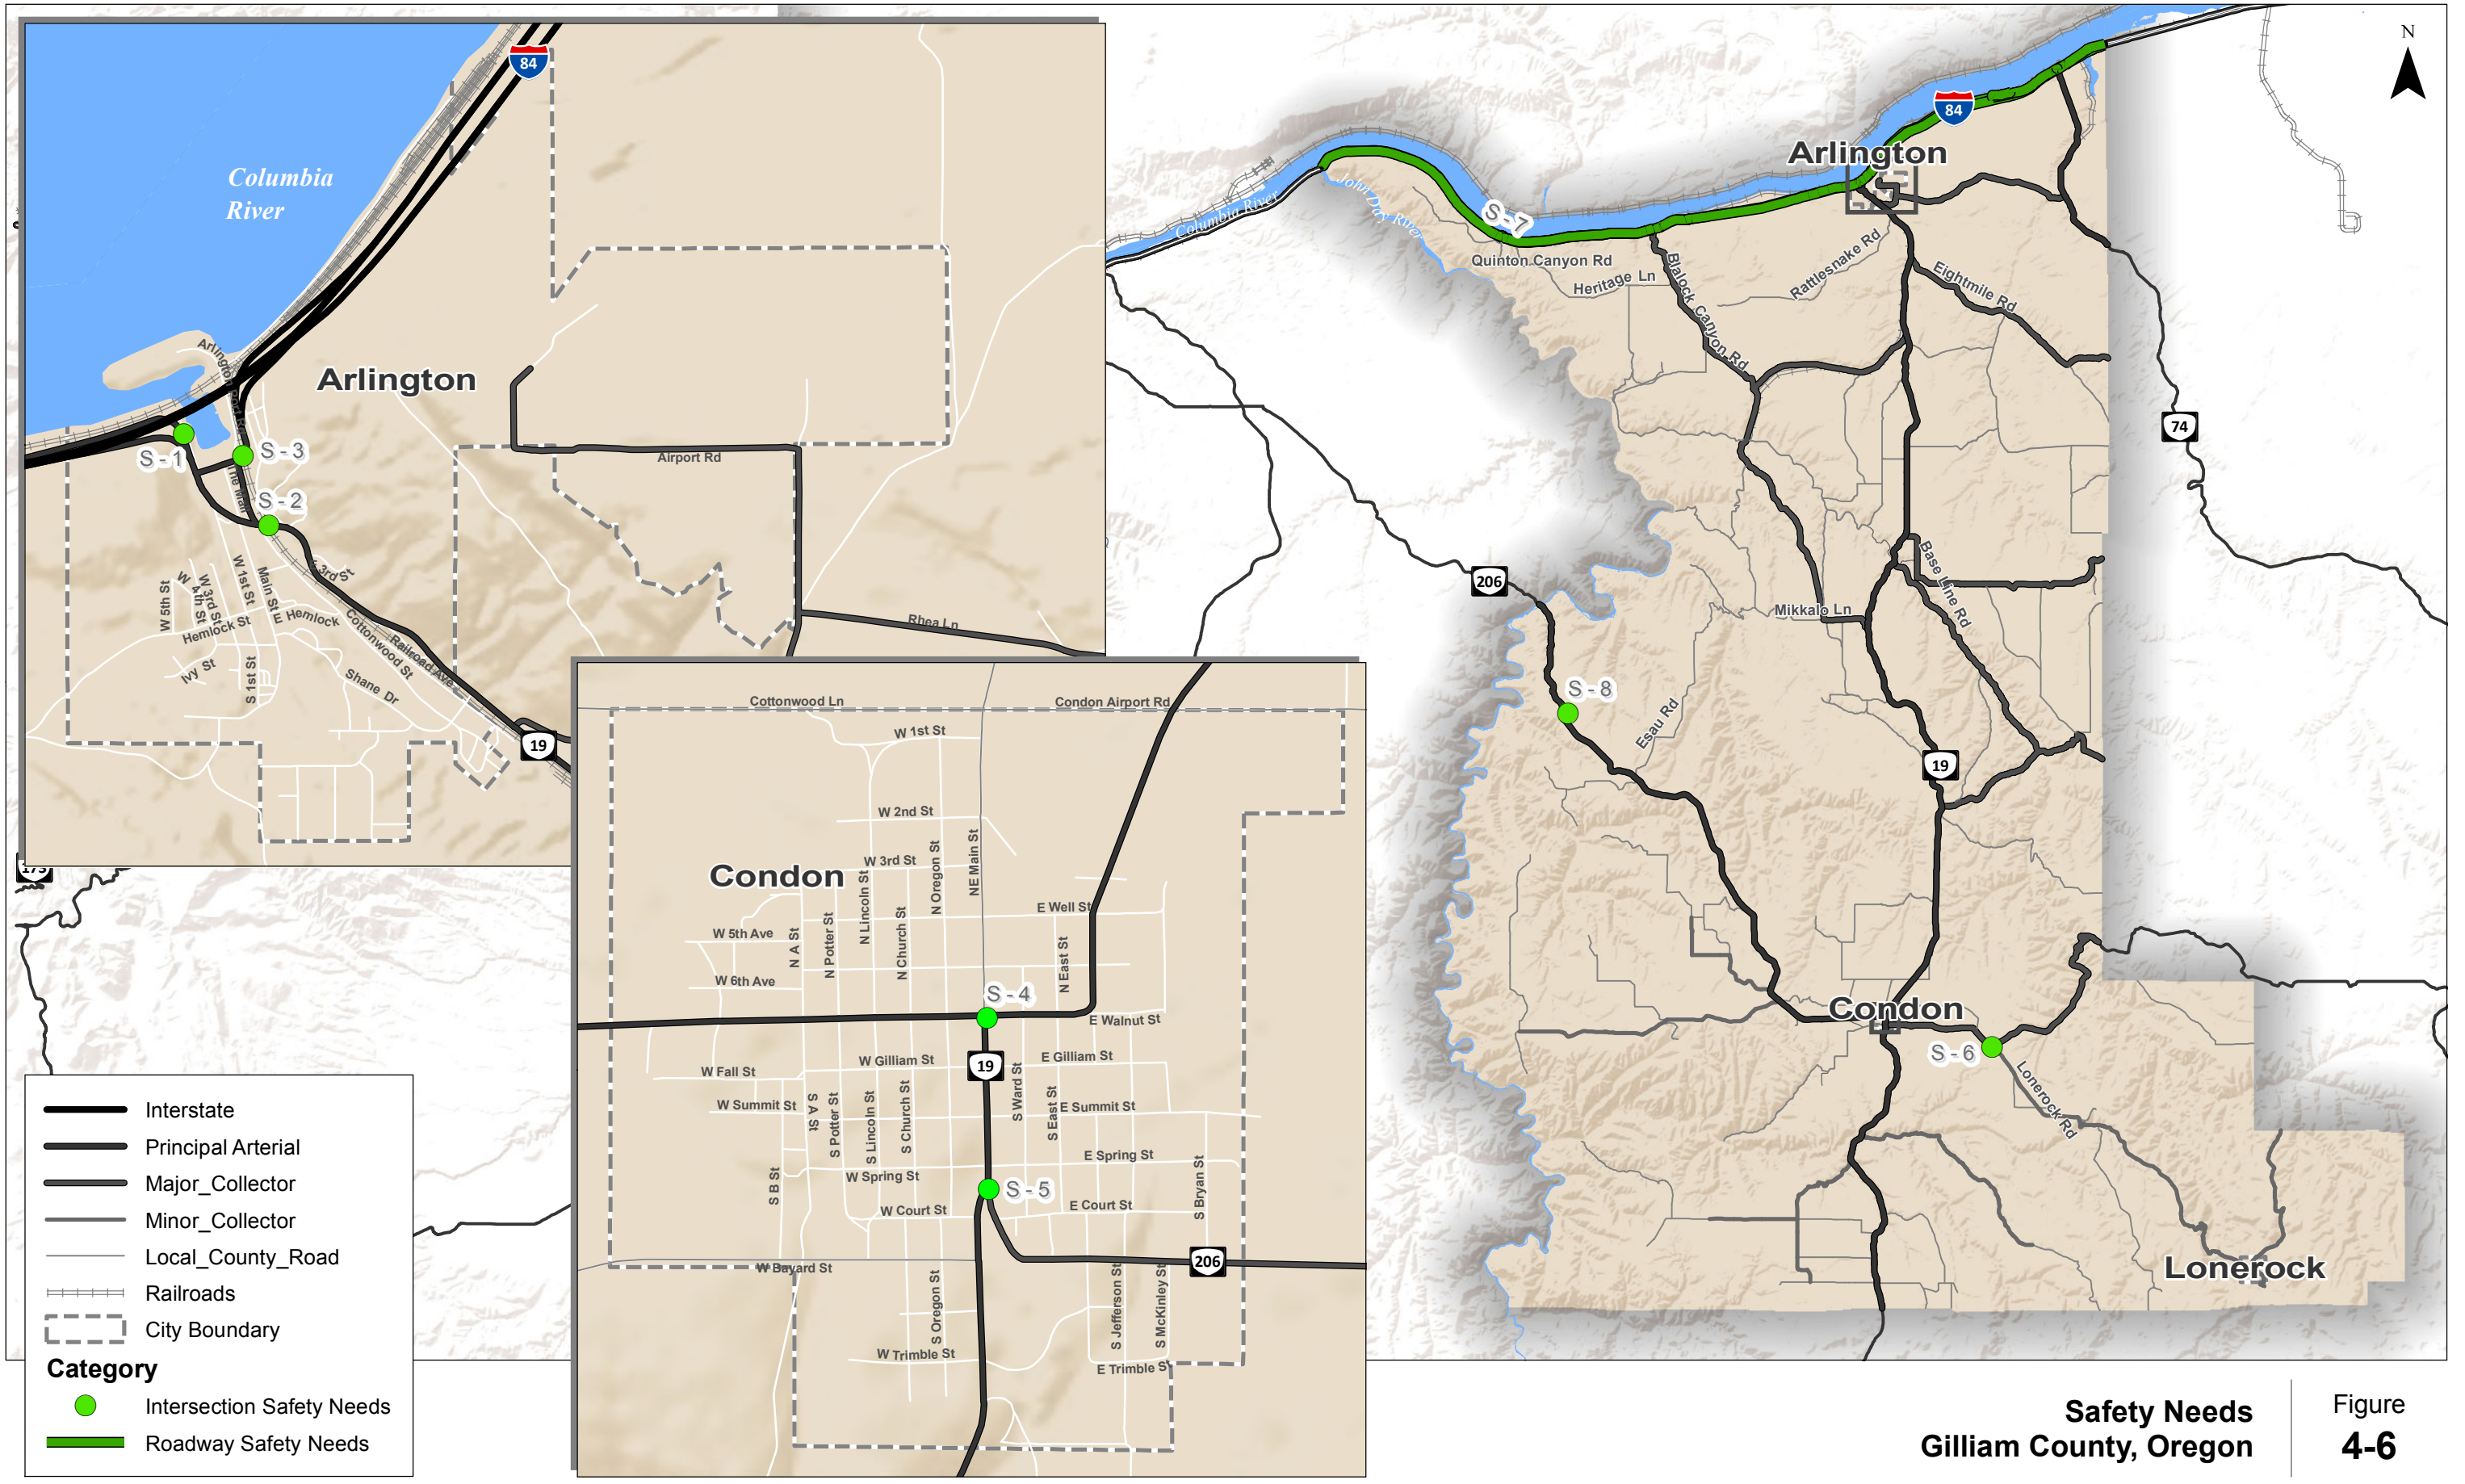 N
84
Columbia
River
Arlington
S - 1
S - 3
S - 2
The Mall
Airport Rd
Rhea Ln
W 5th St
W 4th St
W 3rd St
W 1st St
Main St
E Hemlock
Hemlock St
Ivy St
S 1st St
Shane Dr
Cottonwood St
Railroad Ave
19
84
Arlington
Columbia River
John Day River
S - 7
Quinton Canyon Rd
Heritage Ln
Blalock Canyon Rd
Rattlesnake Rd
Eightmile Rd
74
206
Mikkalo Ln
Base Line Rd
S - 8
Esau Rd
19
Condon
S - 6
Lonerock Rd
Lonerock
Cottonwood Ln
Condon Airport Rd
W 1st St
W 2nd St
W 3rd St
Condon
N Lincoln St
N Oregon St
NE Main St
E Well St
W 5th Ave
N A St
N Potter St
N Church St
N East St
W 6th Ave
S - 4
E Walnut St
W Gilliam St
19
E Gilliam St
W Fall St
W Summit St
S A St
S Potter St
S Lincoln St
S Church St
S Ward St
S East St
E Summit St
E Spring St
W Spring St
S B St
S - 5
S Bryan St
W Court St
E Court St
W Bayard St
206
S Oregon St
S Jefferson St
S McKinley St
W Trimble St
E Trimble St
Interstate
Principal Arterial
Major_Collector
Minor_Collector
Local_County_Road
Railroads
City Boundary
Category
Intersection Safety Needs
Roadway Safety Needs
Safety Needs
Gilliam County, Oregon
Figure
4-6